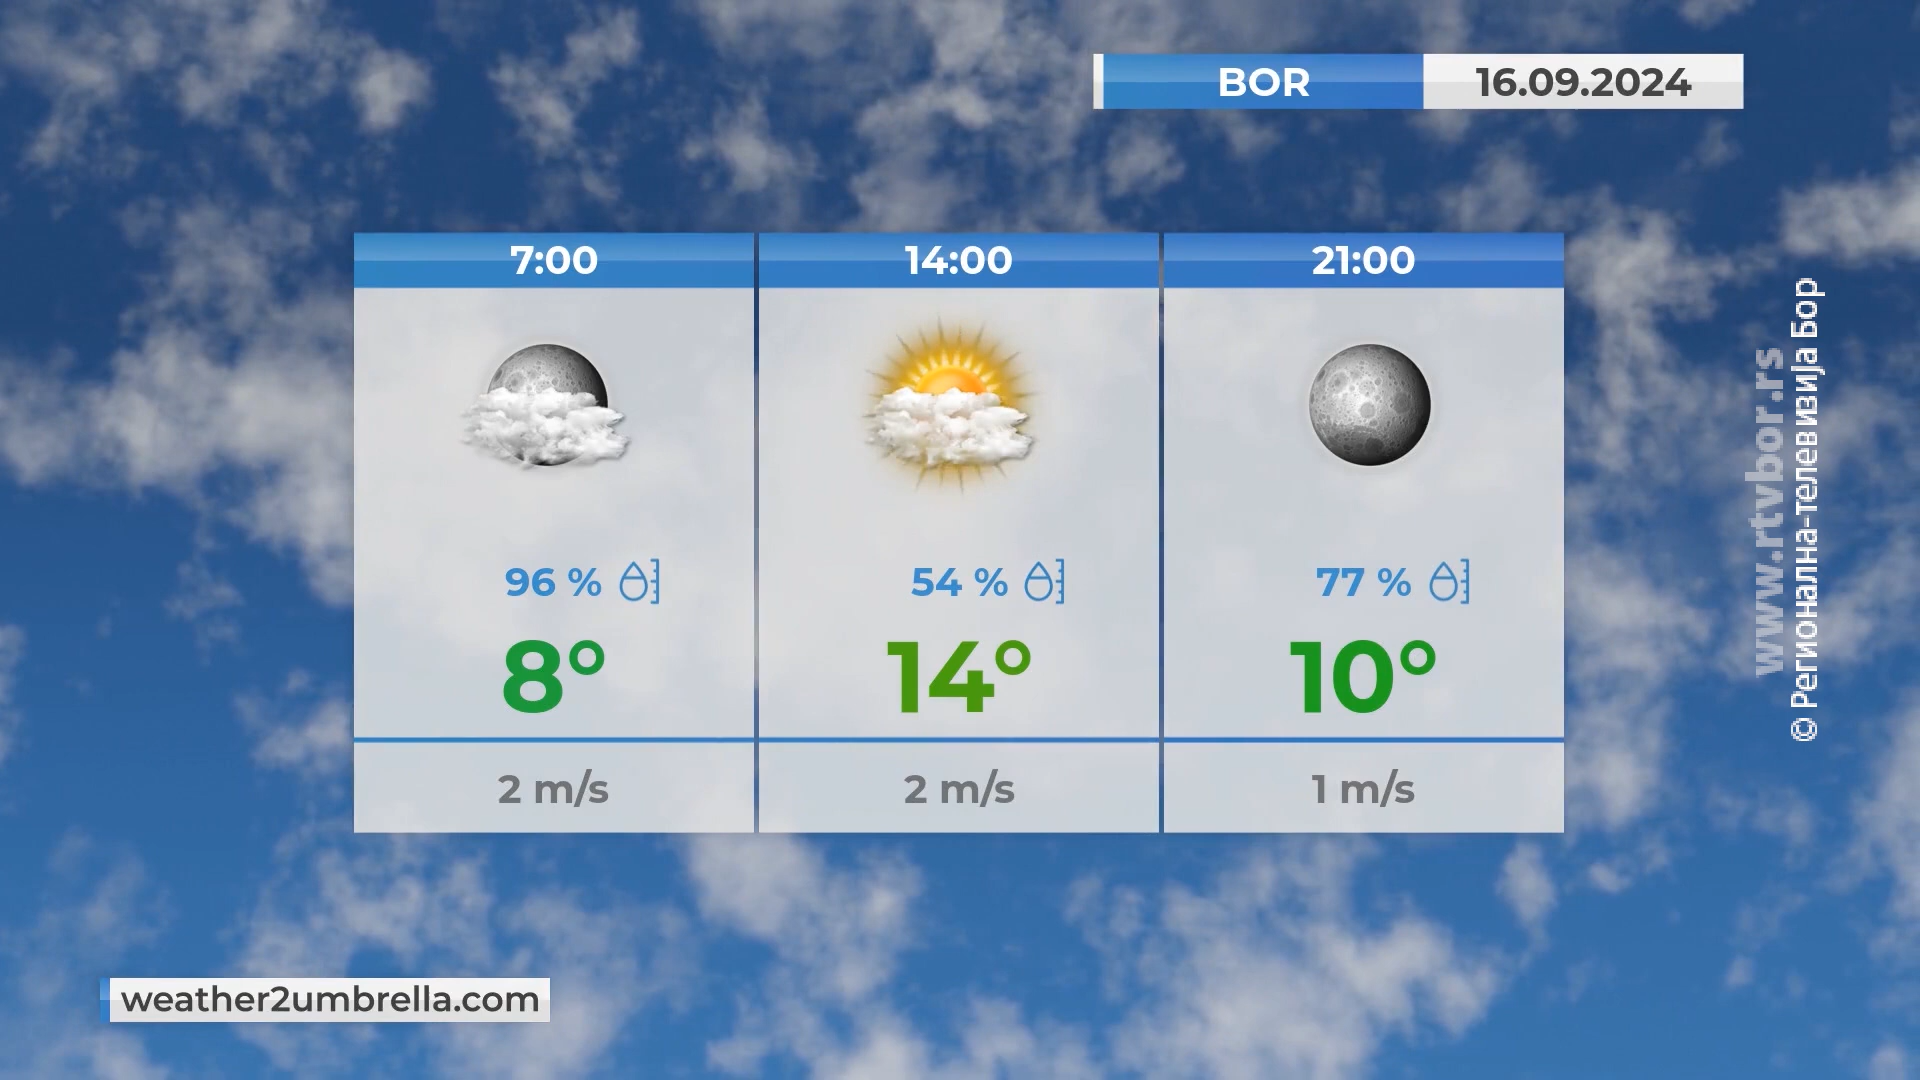 BOR 16.09.2024
7:00 14:00 21:00
96 % 54 % 77 %
8° 14° 10°
2 m/s 2 m/s 1 m/s
www.rtvbor.rs
© Регионална-телевизија Бор
weather2umbrella.com